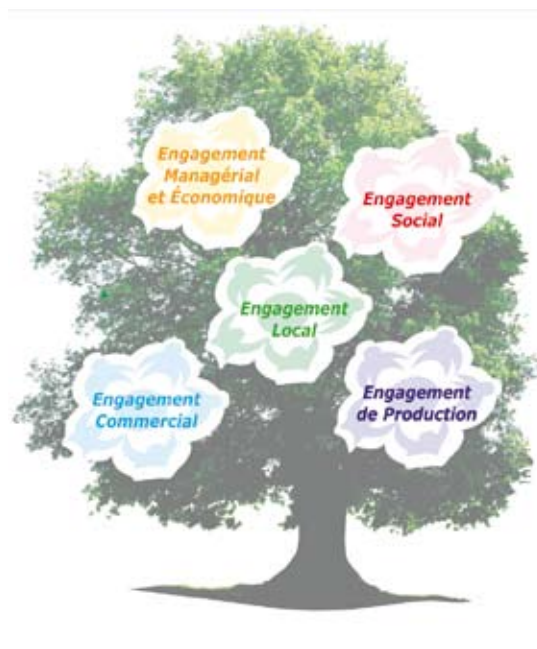 Engagement
Managérial
et Économique
Engagement
Social
Engagement
Local
Engagement
Commercial
Engagement
de Production